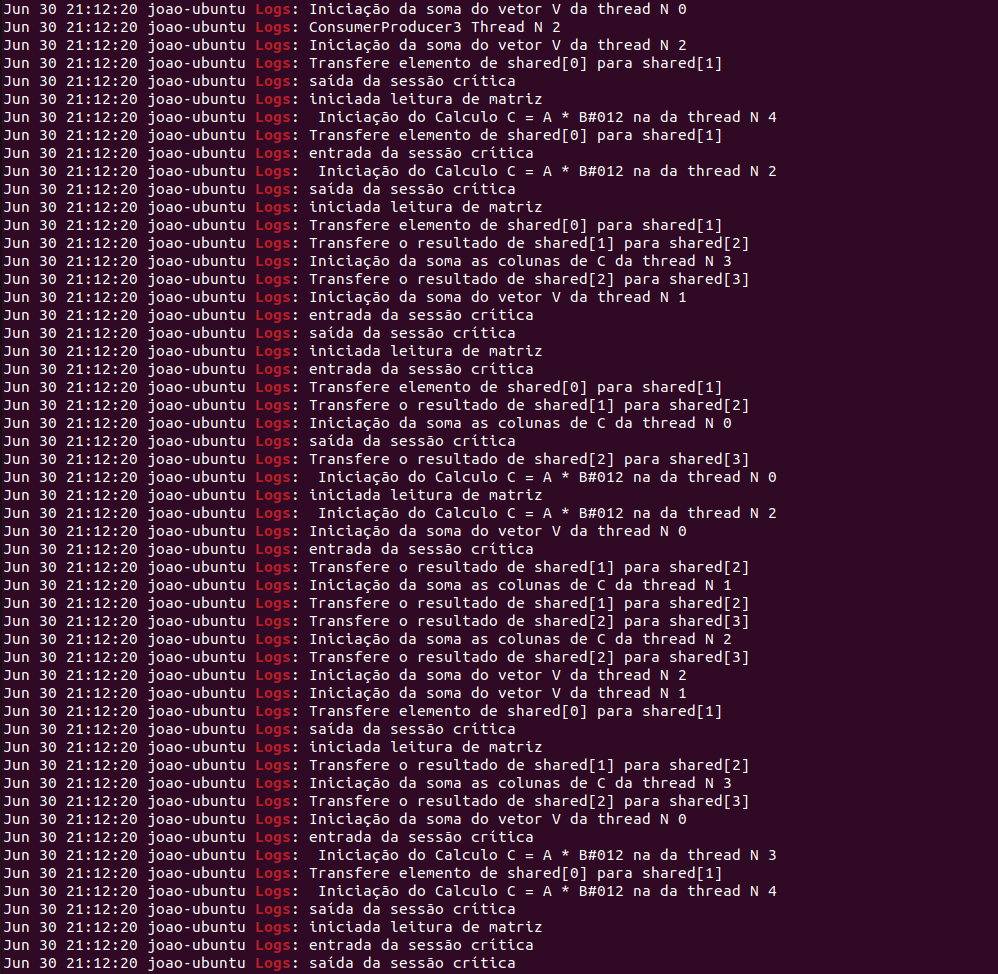 Jun 30 21:12:20 joao-ubuntu Logs: Iniciação da soma do vetor V da thread N 0
Jun 30 21:12:20 joao-ubuntu Logs: ConsumerProducer3 Thread N 2
Jun 30 21:12:20 joao-ubuntu Logs: Iniciação da soma do vetor V da thread N 2
Jun 30 21:12:20 joao-ubuntu Logs: Transfere elemento de shared[0] para shared[1]
Jun 30 21:12:20 joao-ubuntu Logs: saída da sessão crítica
Jun 30 21:12:20 joao-ubuntu Logs: iniciada leitura de matriz
Jun 30 21:12:20 joao-ubuntu Logs:  Iniciação do Calculo C = A * B#012 na da thread N 4
Jun 30 21:12:20 joao-ubuntu Logs: Transfere elemento de shared[0] para shared[1]
Jun 30 21:12:20 joao-ubuntu Logs: entrada da sessão crítica
Jun 30 21:12:20 joao-ubuntu Logs:  Iniciação do Calculo C = A * B#012 na da thread N 2
Jun 30 21:12:20 joao-ubuntu Logs: saída da sessão crítica
Jun 30 21:12:20 joao-ubuntu Logs: iniciada leitura de matriz
Jun 30 21:12:20 joao-ubuntu Logs: Transfere elemento de shared[0] para shared[1]
Jun 30 21:12:20 joao-ubuntu Logs: Transfere o resultado de shared[1] para shared[2]
Jun 30 21:12:20 joao-ubuntu Logs: Iniciação da soma as colunas de C da thread N 3
Jun 30 21:12:20 joao-ubuntu Logs: Transfere o resultado de shared[2] para shared[3]
Jun 30 21:12:20 joao-ubuntu Logs: Iniciação da soma do vetor V da thread N 1
Jun 30 21:12:20 joao-ubuntu Logs: entrada da sessão crítica
Jun 30 21:12:20 joao-ubuntu Logs: saída da sessão crítica
Jun 30 21:12:20 joao-ubuntu Logs: iniciada leitura de matriz
Jun 30 21:12:20 joao-ubuntu Logs: entrada da sessão crítica
Jun 30 21:12:20 joao-ubuntu Logs: Transfere elemento de shared[0] para shared[1]
Jun 30 21:12:20 joao-ubuntu Logs: Transfere o resultado de shared[1] para shared[2]
Jun 30 21:12:20 joao-ubuntu Logs: Iniciação da soma as colunas de C da thread N 0
Jun 30 21:12:20 joao-ubuntu Logs: saída da sessão crítica
Jun 30 21:12:20 joao-ubuntu Logs: Transfere o resultado de shared[2] para shared[3]
Jun 30 21:12:20 joao-ubuntu Logs:  Iniciação do Calculo C = A * B#012 na da thread N 0
Jun 30 21:12:20 joao-ubuntu Logs: iniciada leitura de matriz
Jun 30 21:12:20 joao-ubuntu Logs:  Iniciação do Calculo C = A * B#012 na da thread N 2
Jun 30 21:12:20 joao-ubuntu Logs: Iniciação da soma do vetor V da thread N 0
Jun 30 21:12:20 joao-ubuntu Logs: entrada da sessão crítica
Jun 30 21:12:20 joao-ubuntu Logs: Transfere o resultado de shared[1] para shared[2]
Jun 30 21:12:20 joao-ubuntu Logs: Iniciação da soma as colunas de C da thread N 1
Jun 30 21:12:20 joao-ubuntu Logs: Transfere o resultado de shared[1] para shared[2]
Jun 30 21:12:20 joao-ubuntu Logs: Transfere o resultado de shared[2] para shared[3]
Jun 30 21:12:20 joao-ubuntu Logs: Iniciação da soma as colunas de C da thread N 2
Jun 30 21:12:20 joao-ubuntu Logs: Transfere o resultado de shared[2] para shared[3]
Jun 30 21:12:20 joao-ubuntu Logs: Iniciação da soma do vetor V da thread N 2
Jun 30 21:12:20 joao-ubuntu Logs: Iniciação da soma do vetor V da thread N 1
Jun 30 21:12:20 joao-ubuntu Logs: Transfere elemento de shared[0] para shared[1]
Jun 30 21:12:20 joao-ubuntu Logs: saída da sessão crítica
Jun 30 21:12:20 joao-ubuntu Logs: iniciada leitura de matriz
Jun 30 21:12:20 joao-ubuntu Logs: Transfere o resultado de shared[1] para shared[2]
Jun 30 21:12:20 joao-ubuntu Logs: Iniciação da soma as colunas de C da thread N 3
Jun 30 21:12:20 joao-ubuntu Logs: Transfere o resultado de shared[2] para shared[3]
Jun 30 21:12:20 joao-ubuntu Logs: Iniciação da soma do vetor V da thread N 0
Jun 30 21:12:20 joao-ubuntu Logs: entrada da sessão crítica
Jun 30 21:12:20 joao-ubuntu Logs:  Iniciação do Calculo C = A * B#012 na da thread N 3
Jun 30 21:12:20 joao-ubuntu Logs: Transfere elemento de shared[0] para shared[1]
Jun 30 21:12:20 joao-ubuntu Logs:  Iniciação do Calculo C = A * B#012 na da thread N 4
Jun 30 21:12:20 joao-ubuntu Logs: saída da sessão crítica
Jun 30 21:12:20 joao-ubuntu Logs: iniciada leitura de matriz
Jun 30 21:12:20 joao-ubuntu Logs: entrada da sessão crítica
Jun 30 21:12:20 joao-ubuntu Logs: saída da sessão crítica